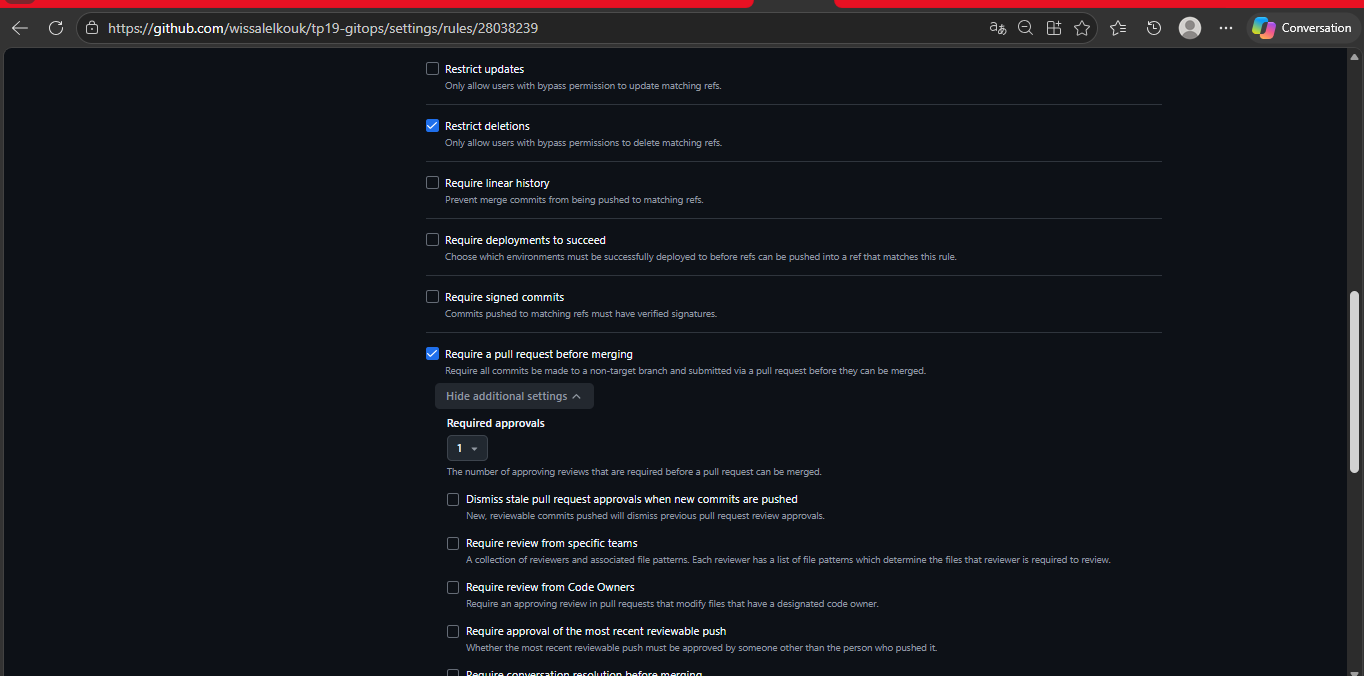 https://github.com/wissalelkouk/tp19-gitops/settings/rules/28038239
Conversation
Restrict updates
Only allow users with bypass permission to update matching refs.
Restrict deletions
Only allow users with bypass permissions to delete matching refs.
Require linear history
Prevent merge commits from being pushed to matching refs.
Require deployments to succeed
Choose which environments must be successfully deployed to before refs can be pushed into a ref that matches this rule.
Require signed commits
Commits pushed to matching refs must have verified signatures.
Require a pull request before merging
Require all commits be made to a non-target branch and submitted via a pull request before they can be merged.
Hide additional settings
Required approvals
1
The number of approving reviews that are required before a pull request can be merged.
Dismiss stale pull request approvals when new commits are pushed
New, reviewable commits pushed will dismiss previous pull request review approvals.
Require review from specific teams
A collection of reviewers and associated file patterns. Each reviewer has a list of file patterns which determine the files that reviewer is required to review.
Require review from Code Owners
Require an approving review in pull requests that modify files that have a designated code owner.
Require approval of the most recent reviewable push
Whether the most recent reviewable push must be approved by someone other than the person who pushed it.
Require conversation resolution before merging